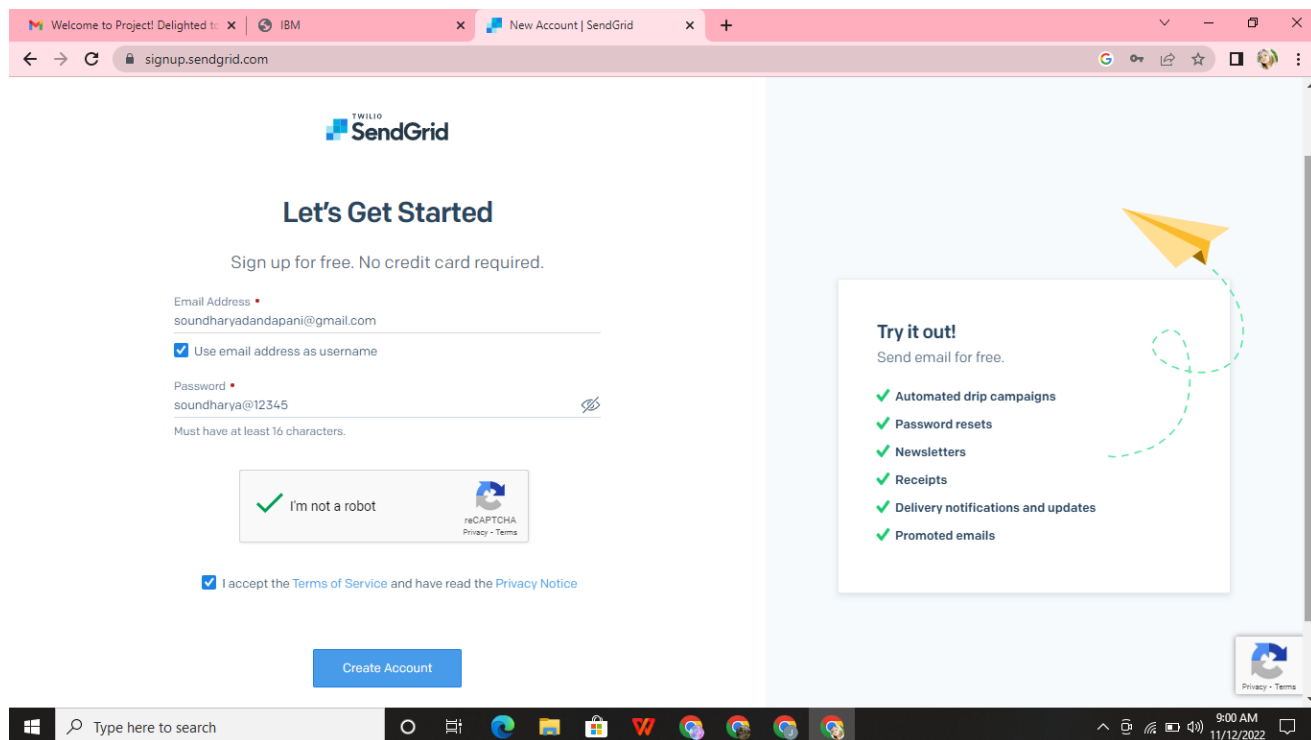 Welcome to Project! Delighted to
IBM
New Account | SendGrid
signup.sendgrid.com
TWILIO
SendGrid
Let's Get Started
Sign up for free. No credit card required.
Email Address •
soundharyadandapani@gmail.com
Use email address as username
Password •
soundharya@12345
Must have at least 16 characters.
I'm not a robot
reCAPTCHA
Privacy - Terms
I accept the Terms of Service and have read the Privacy Notice
Create Account
Try it out!
Send email for free.
Automated drip campaigns
Password resets
Newsletters
Receipts
Delivery notifications and updates
Promoted emails
Privacy - Terms
Type here to search
9:00 AM
11/12/2022